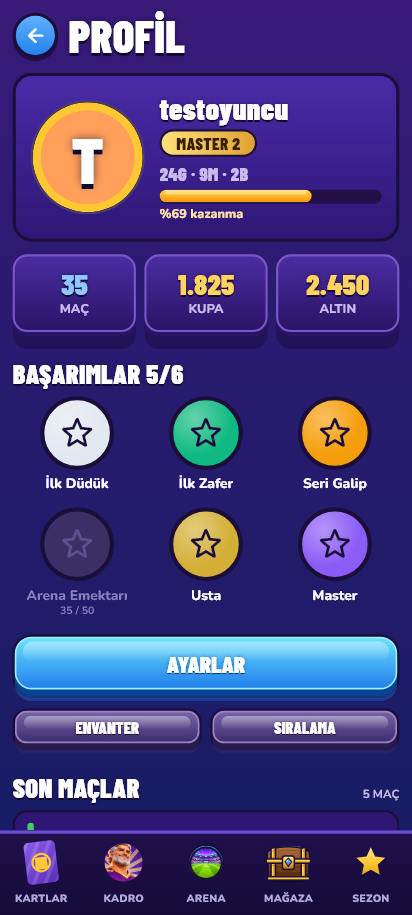 PROFİL
T
testoyuncu
MASTER 2
24G · 9M · 2B
%69 kazanma
35
MAÇ
1.825
KUPA
2.450
ALTIN
BAŞARIMLAR 5/6
İlk Düdük
İlk Zafer
Seri Galip
Arena Emektarı
35 / 50
Usta
Master
AYARLAR
ENVANTER
SIRALAMA
SON MAÇLAR
5 MAÇ
KARTLAR
KADRO
ARENA
MAĞAZA
SEZON